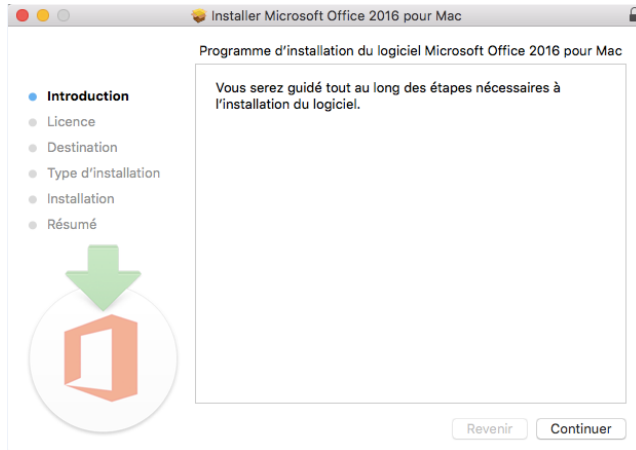 Installer Microsoft Office 2016 pour Mac
Programme d'installation du logiciel Microsoft Office 2016 pour Mac
Introduction
Licence
Destination
Type d'installation
Installation
Résumé
Vous serez guidé tout au long des étapes nécessaires à
l'installation du logiciel.
Revenir
Continuer